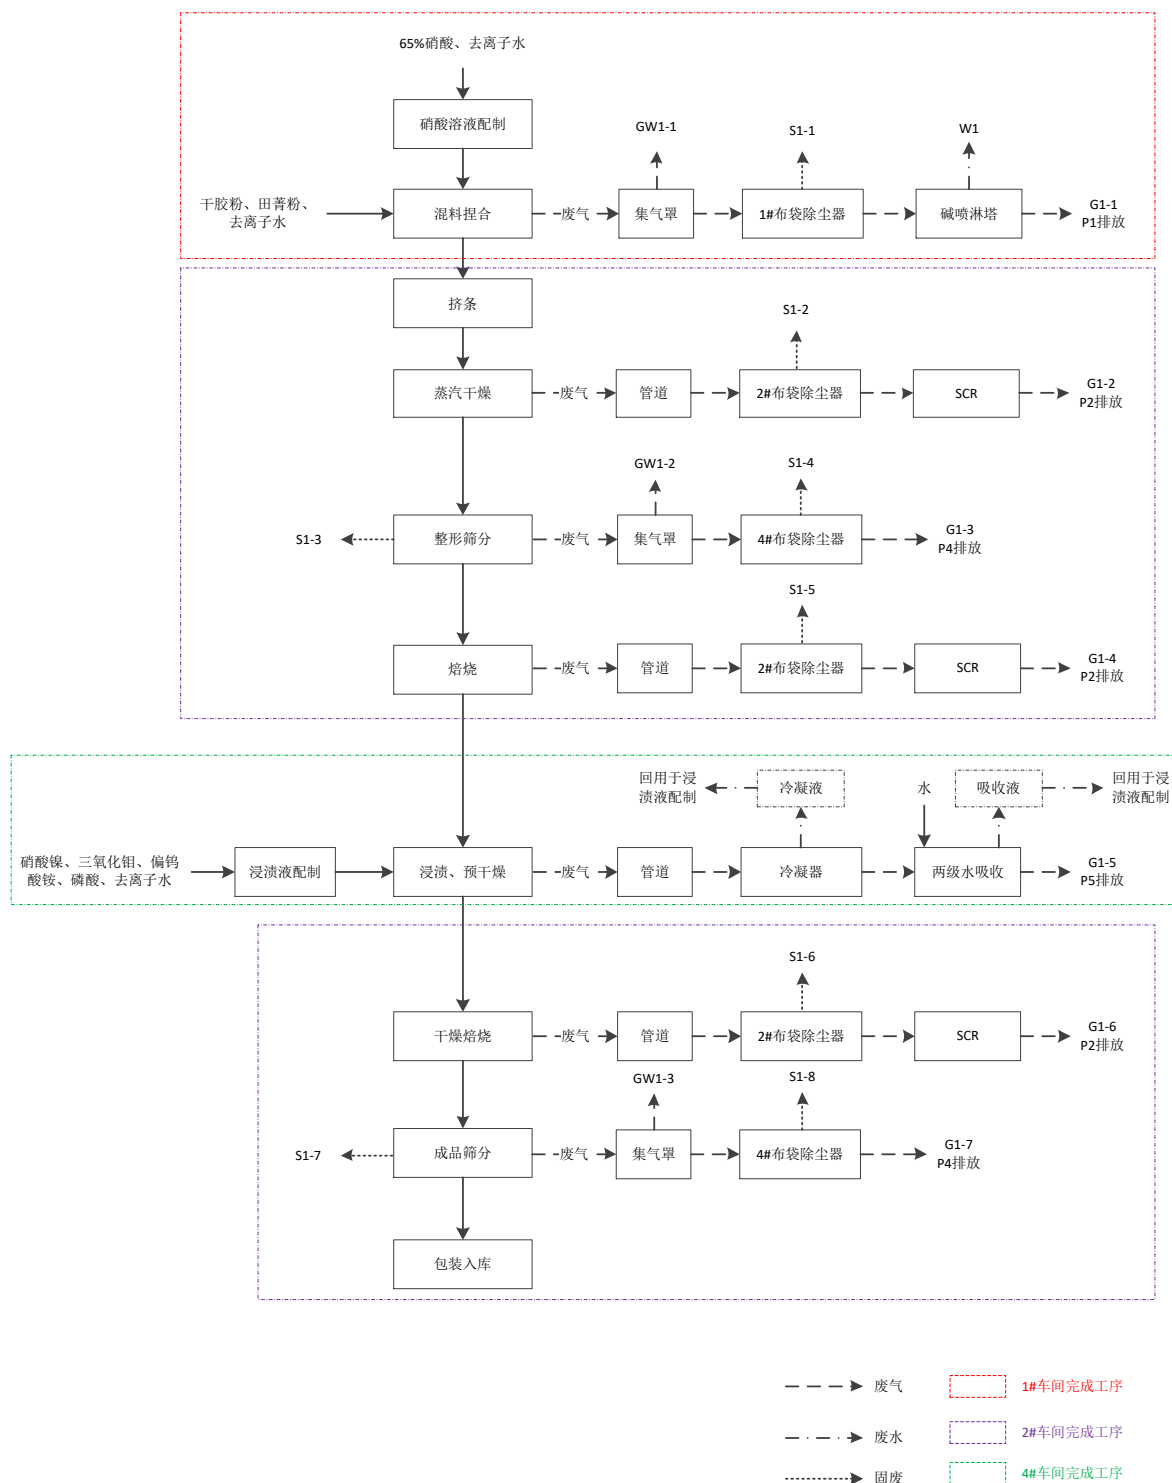 65%硝酸、去离子水
硝酸溶液配制
GW1-1
S1-1
W1
干胶粉、田菁粉、
去离子水
混料捏合
废气
集气罩
1#布袋除尘器
碱喷淋塔
G1-1
P1排放
挤条
S1-2
蒸汽干燥
废气
管道
2#布袋除尘器
SCR
G1-2
P2排放
GW1-2
S1-4
S1-3
整形筛分
废气
集气罩
4#布袋除尘器
G1-3
P4排放
S1-5
焙烧
废气
管道
2#布袋除尘器
SCR
G1-4
P2排放
回用于浸
渍液配制
冷凝液
水
吸收液
回用于浸
渍液配制
硝酸镍、三氧化钼、偏钨
酸铵、磷酸、去离子水
浸渍液配制
浸渍、预干燥
废气
管道
冷凝器
两级水吸收
G1-5
P5排放
S1-6
干燥焙烧
废气
管道
2#布袋除尘器
SCR
G1-6
P2排放
GW1-3
S1-8
S1-7
成品筛分
废气
集气罩
4#布袋除尘器
G1-7
P4排放
包装入库
废气
1#车间完成工序
废水
2#车间完成工序
固废
4#车间完成工序